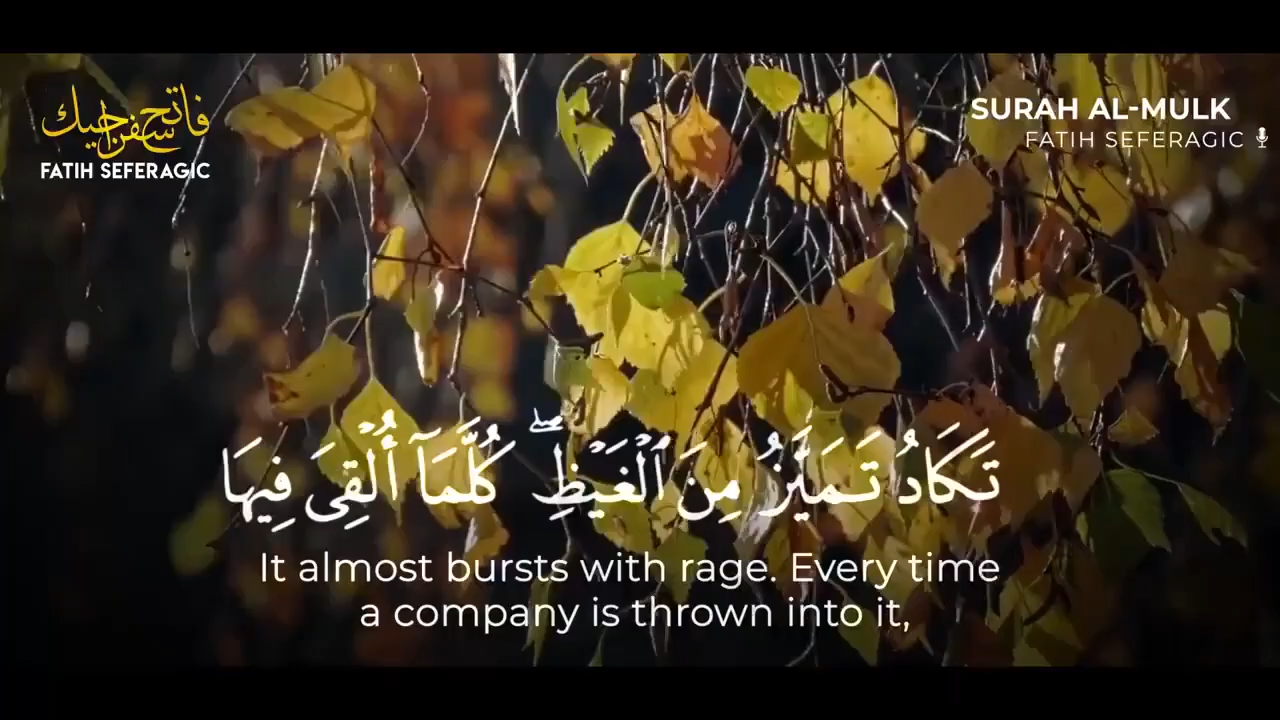 فاتح سفراجيك
FATIH SEFERAGIC
SURAH AL-MULK
FATIH SEFERAGIC
تَكَادُ تَمَيَّزُ مِنَ ٱلْغَيْظِ ۖ كُلَّمَآ أُلْقِىَ فِيهَا
It almost bursts with rage. Every time
a company is thrown into it,